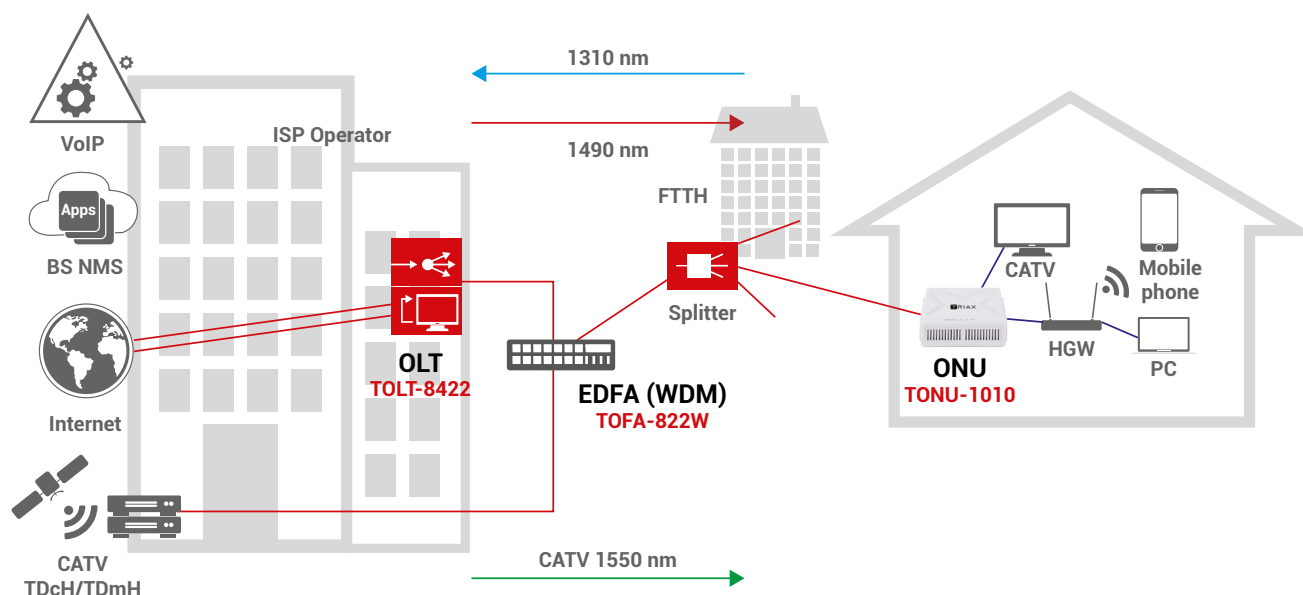 VoIP
Apps
BS NMS
Internet
CATV
TDcH/TDmH
ISP Operator
OLT
TOLT-8422
1310 nm
1490 nm
FTTH
Splitter
EDFA (WDM)
TOFA-822W
CATV 1550 nm
CATV
Mobile
phone
TRIAX
HGW
PC
ONU
TONU-1010